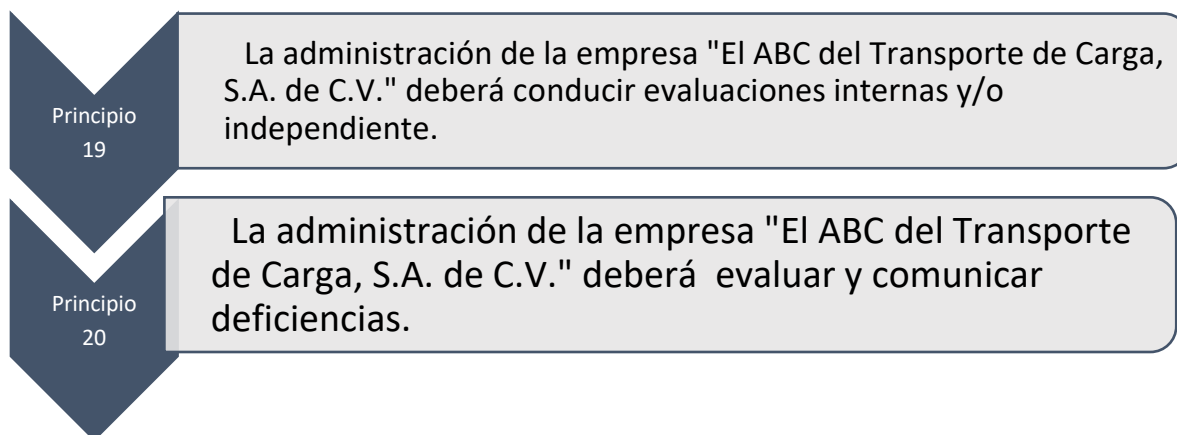 Principio
19
La administración de la empresa "El ABC del Transporte de Carga,
S.A. de C.V." deberá conducir evaluaciones internas y/o
independiente.
Principio
20
La administración de la empresa "El ABC del Transporte
de Carga, S.A. de C.V." deberá  evaluar y comunicar
deficiencias.